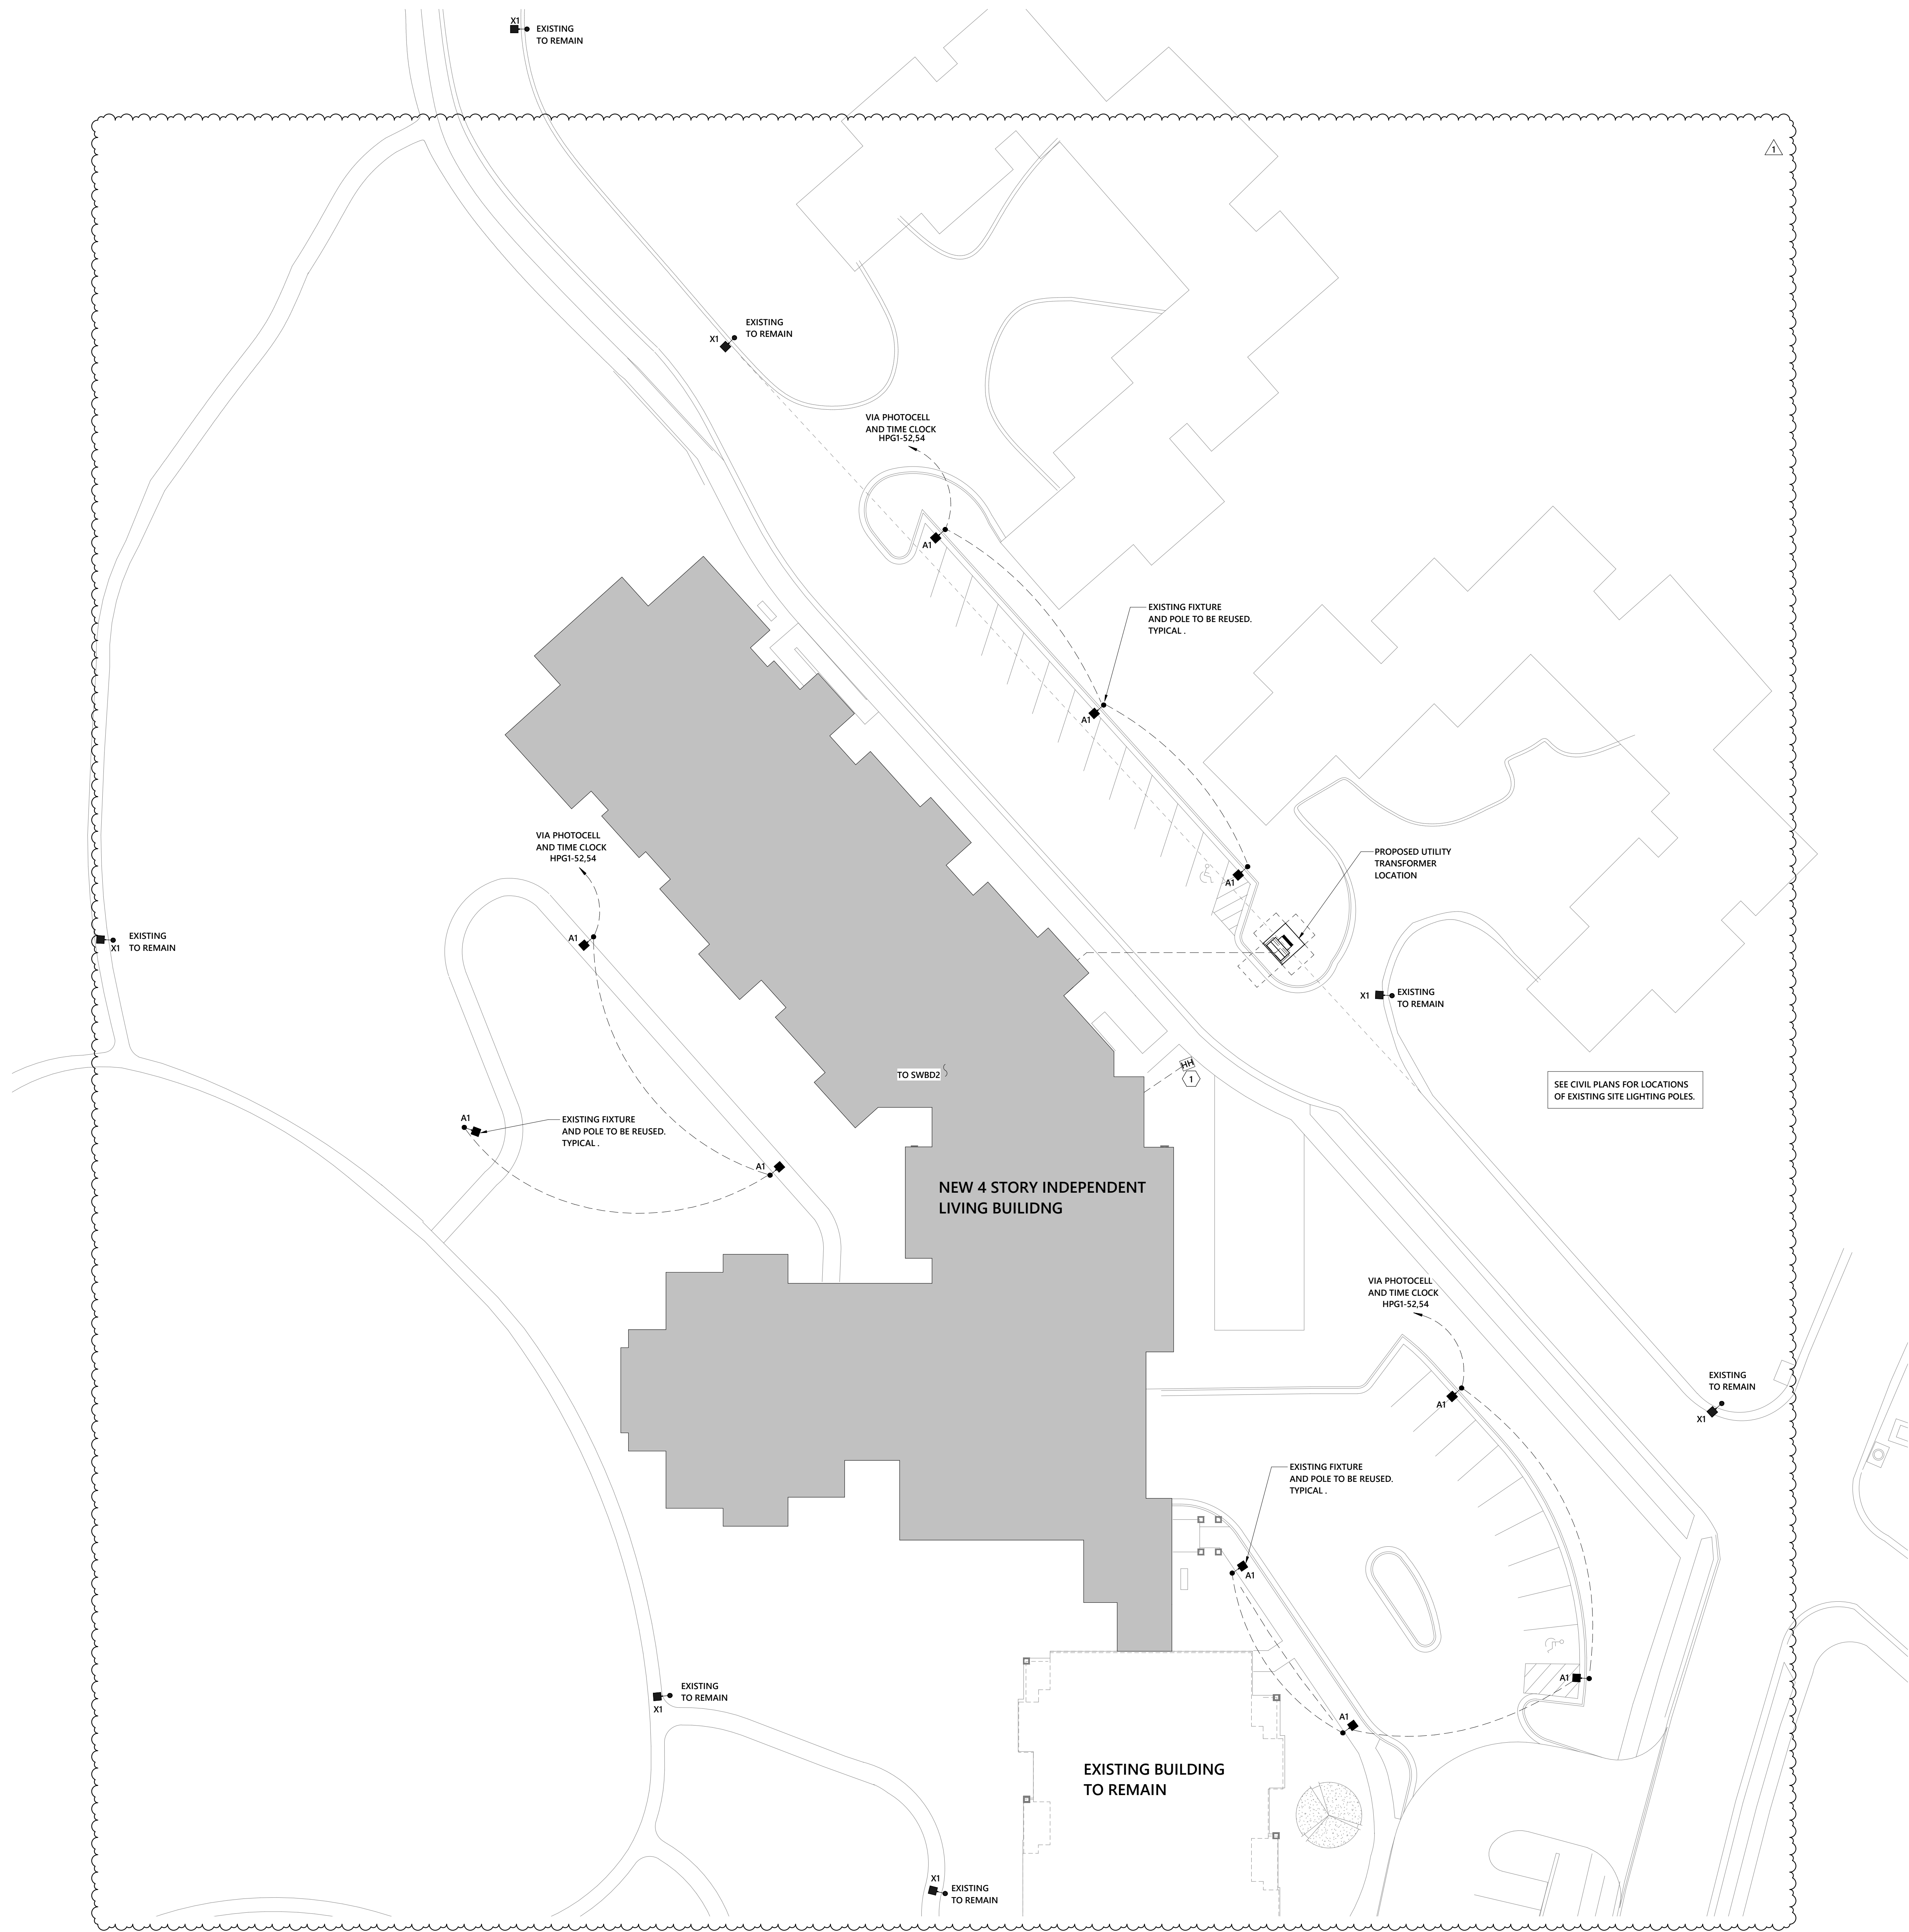 X1
EXISTING
TO REMAIN
1
EXISTING
TO REMAIN
X1
VIA PHOTOCELL
AND TIME CLOCK
HPG1-52,54
A1
EXISTING FIXTURE
AND POLE TO BE REUSED.
TYPICAL .
A1
VIA PHOTOCELL
AND TIME CLOCK
HPG1-52,54
PROPOSED UTILITY
TRANSFORMER
LOCATION
A1
A1
EXISTING
TO REMAIN
X1
X1
EXISTING
TO REMAIN
TO SWBD2
HH
1
SEE CIVIL PLANS FOR LOCATIONS
OF EXISTING SITE LIGHTING POLES.
A1
EXISTING FIXTURE
AND POLE TO BE REUSED.
TYPICAL .
A1
NEW 4 STORY INDEPENDENT
LIVING BUILIDNG
VIA PHOTOCELL
AND TIME CLOCK
HPG1-52,54
EXISTING
TO REMAIN
A1
X1
EXISTING FIXTURE
AND POLE TO BE REUSED.
TYPICAL .
A1
A1
EXISTING
TO REMAIN
X1
A1
EXISTING BUILDING
TO REMAIN
X1
EXISTING
TO REMAIN